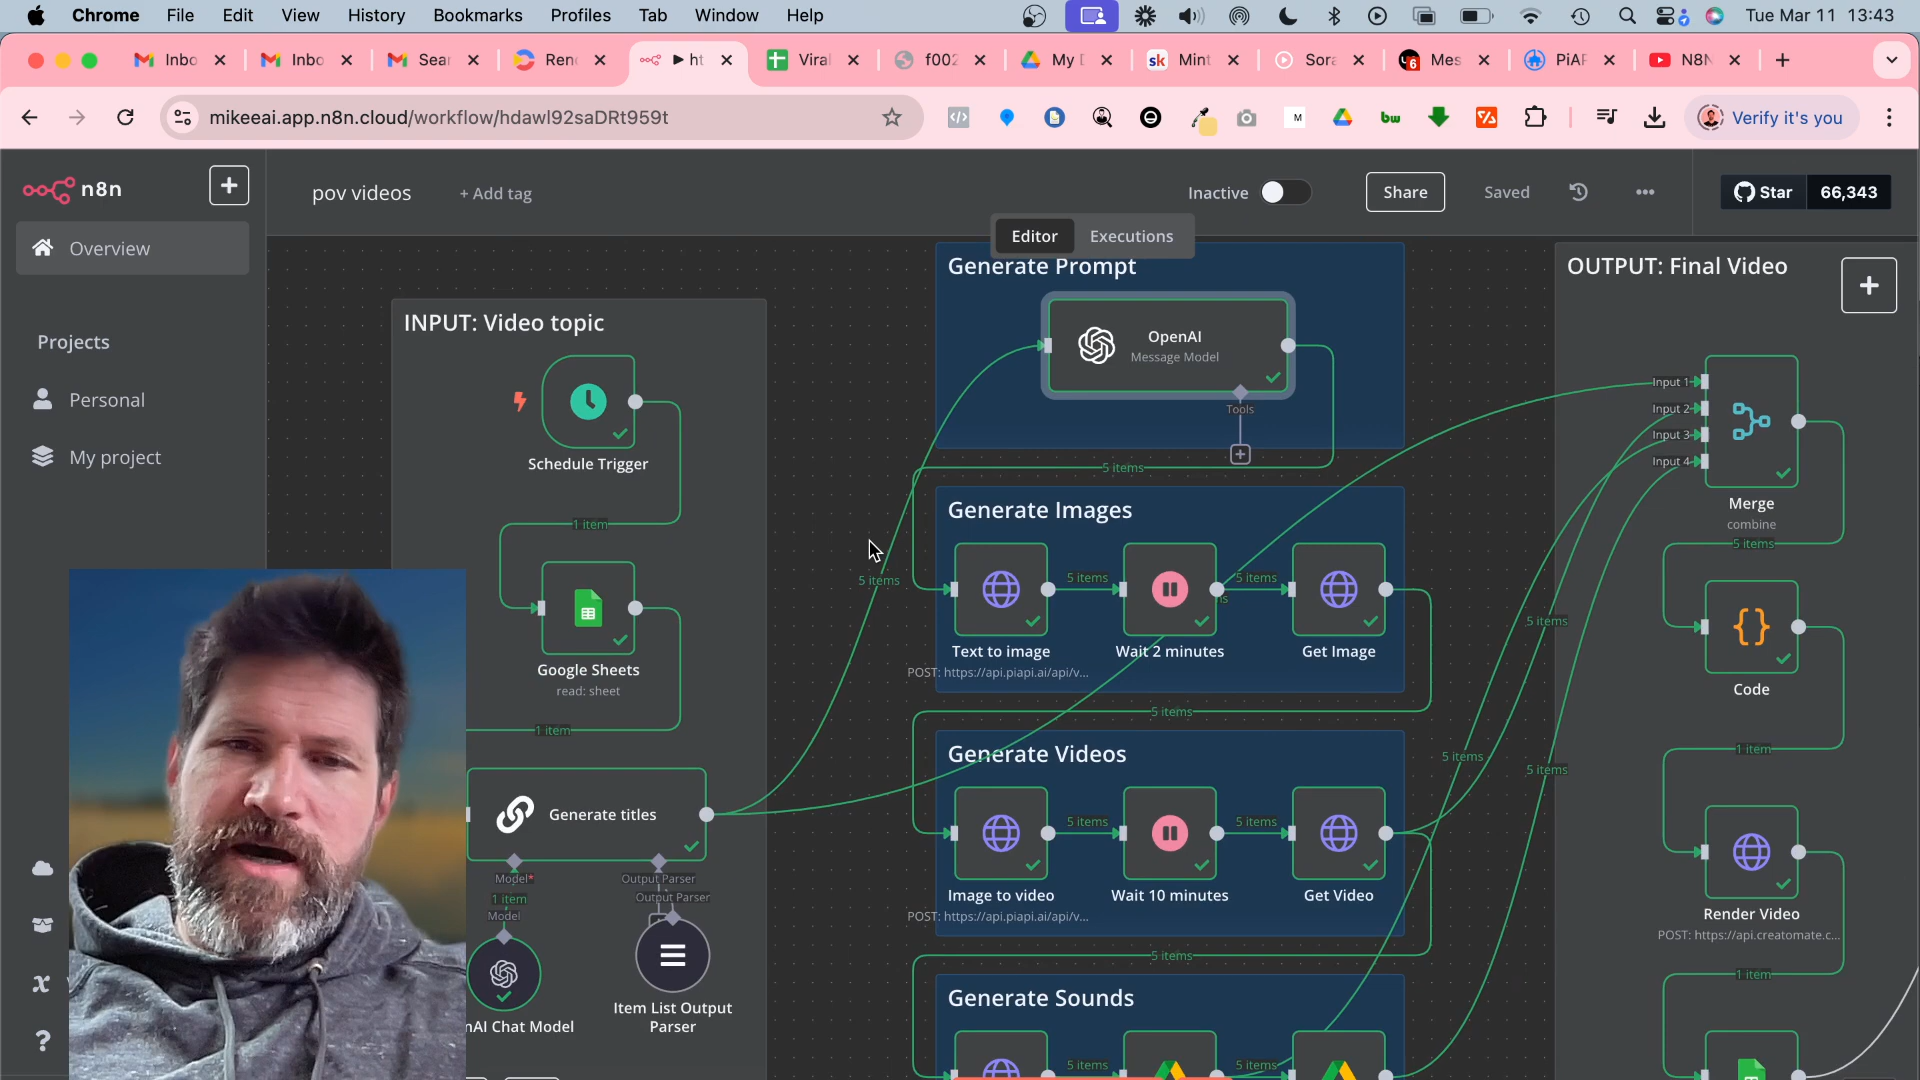 Chrome File Edit View History Bookmarks Profiles Tab Window Help Tue Mar 11 13:43
Inbo Inbo Sear Ren ht Viral f002 My D Mint Sora Mes PiAP N8N
mikeeai.app.n8n.cloud/workflow/hdawl92saDRt959t
Verify it's you
n8n
pov videos
+ Add tag
Inactive
Share
Saved
Star 66,343
Editor Executions
Overview
Projects
Personal
My project
INPUT: Video topic
Schedule Trigger
1 item
Google Sheets
read: sheet
1 item
Generate titles
Model*
1 item
Model
Output Parser
Output Parser
nAI Chat Model
Item List Output
Parser
5 items
Generate Prompt
OpenAI
Message Model
Tools
5 items
Generate Images
5 items
5 items
Text to image
Wait 2 minutes
Get Image
POST: https://api.piapi.ai/api/v...
5 items
Generate Videos
5 items
5 items
Image to video
Wait 10 minutes
Get Video
POST: https://api.piapi.ai/api/v...
5 items
Generate Sounds
5 items
5 items
5 items
5 items
5 items
OUTPUT: Final Video
Input 1
Input 2
Input 3
Input 4
Merge
combine
5 items
Code
1 item
Render Video
POST: https://api.creatomate.c...
1 item